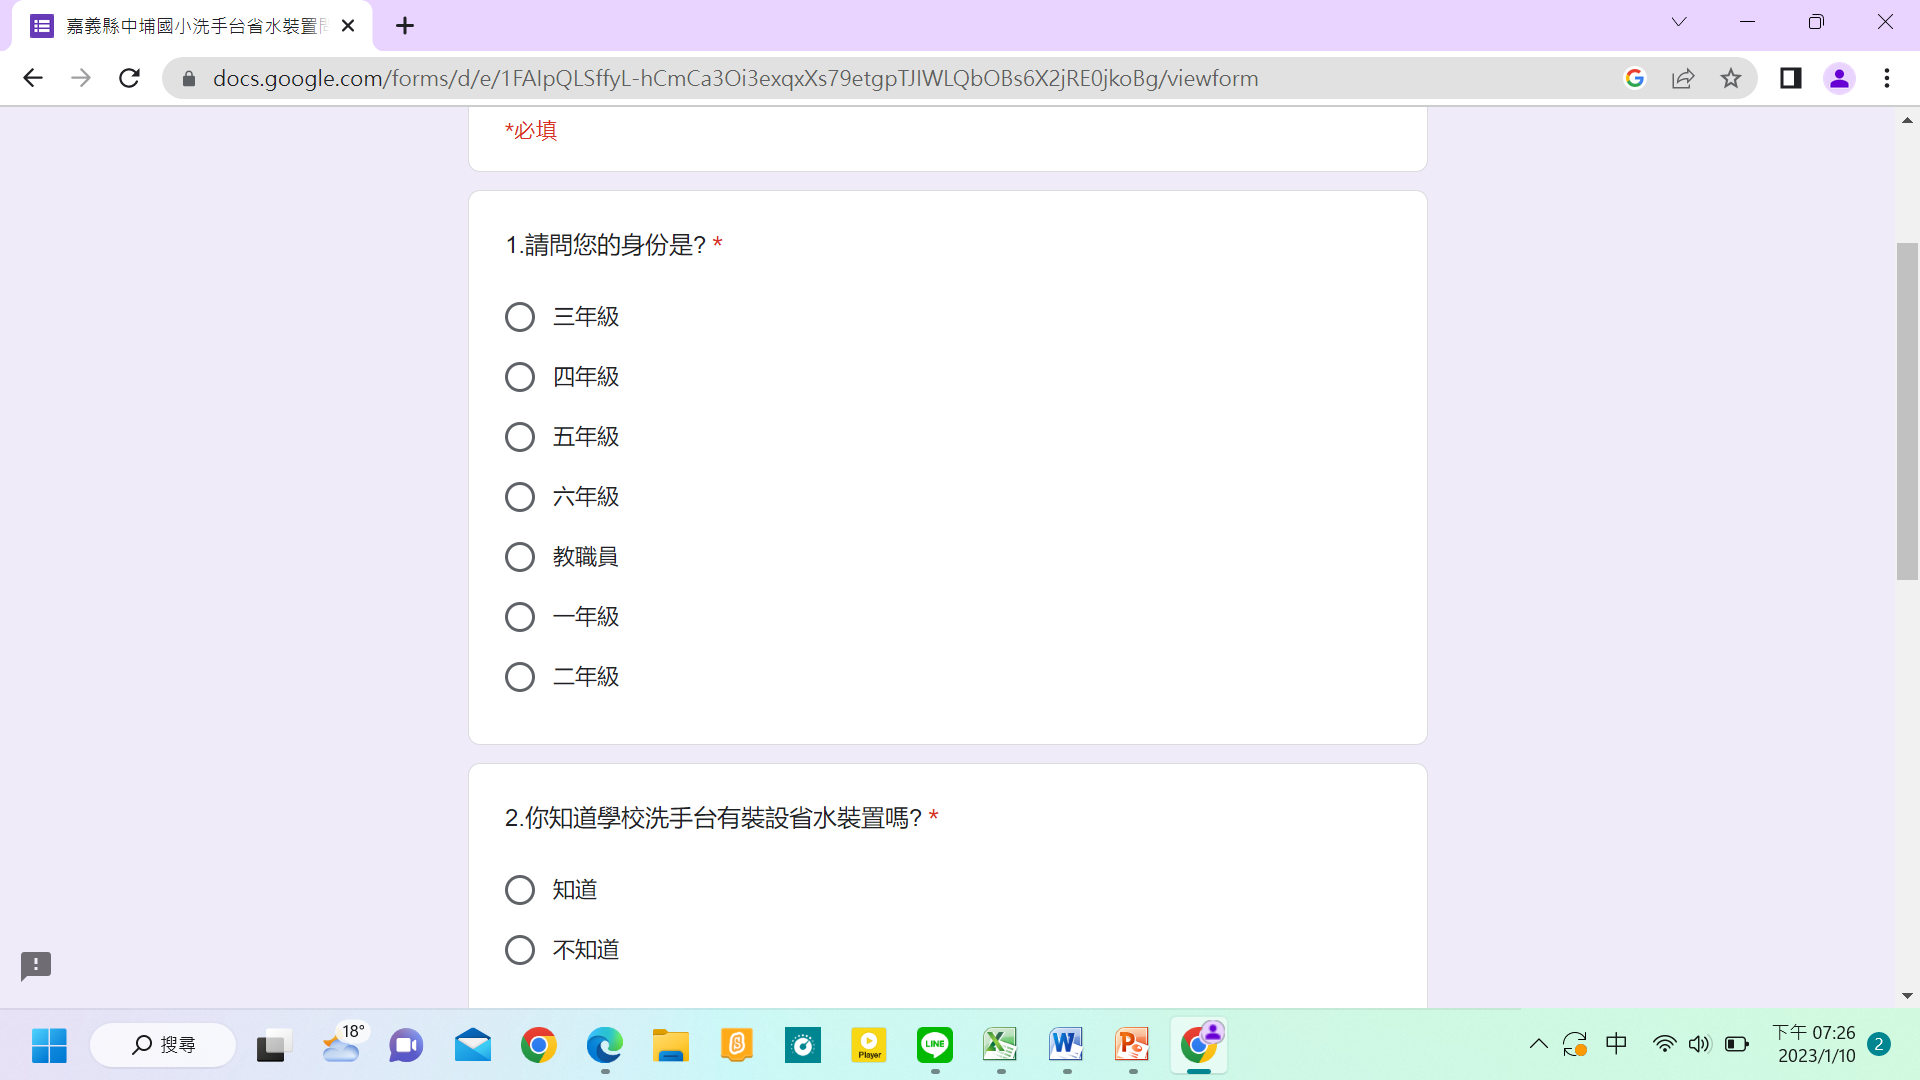 嘉義縣中埔國小洗手台省水裝置
docs.google.com/forms/d/e/1FAIpQLSffyL-hCmCa3Oi3exqxXs79etgpTJIWLQbOBs6X2jRE0jkoBg/viewform
*必填
1.請問您的身份是? *
三年級
四年級
五年級
六年級
教職員
一年級
二年級
2.你知道學校洗手台有裝設省水裝置嗎? *
知道
不知道
搜尋
18°
Player
LINE
中
下午 07:26
2023/1/10
2